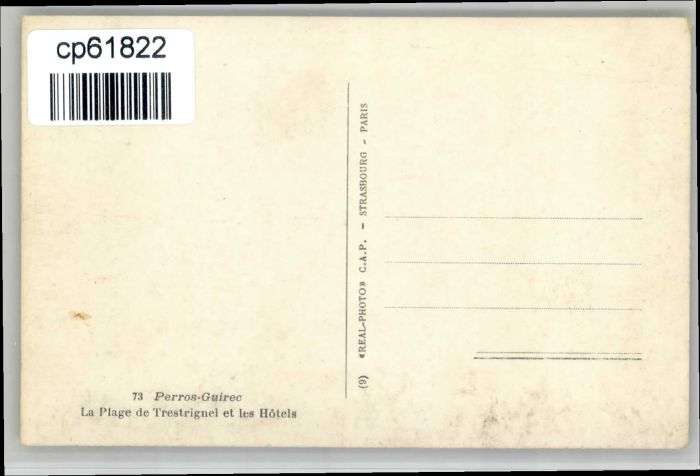 cp61822
73 Perros-Guirec
La Plage de Trestrignel et les Hôtels
(9) «REAL-PHOTO» C.A.P. - STRASBOURG - PARIS